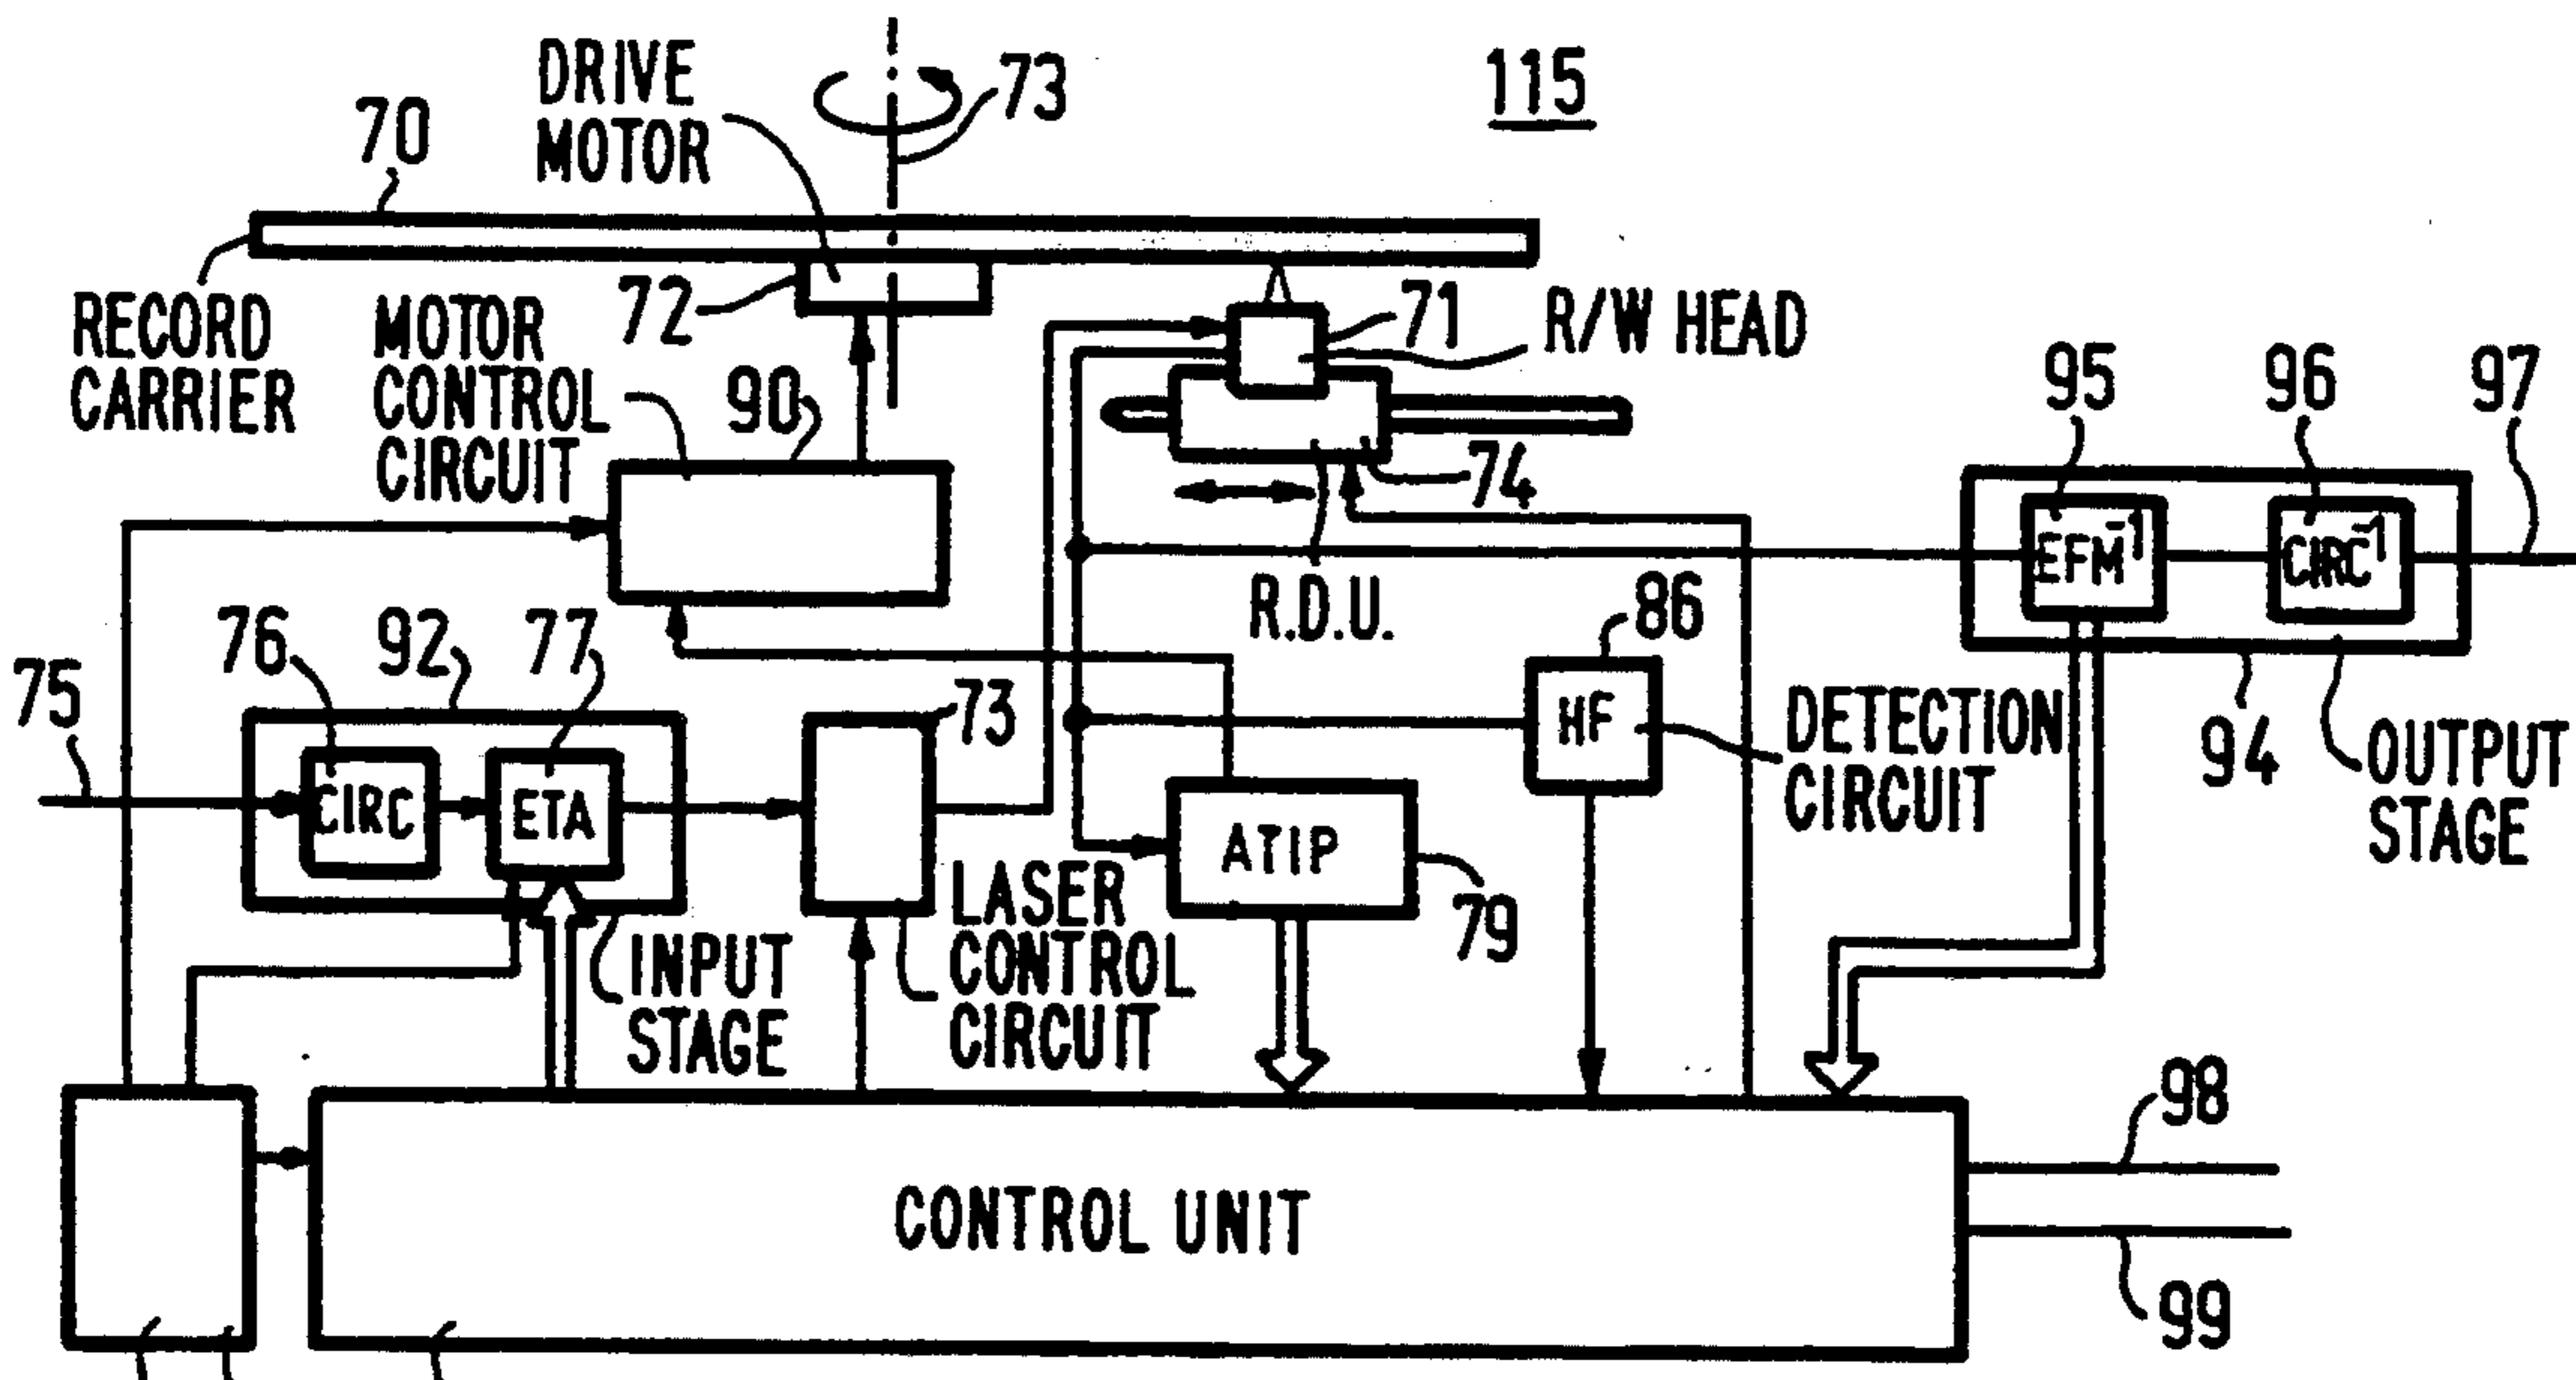 DRIVE
MOTOR
73
115
70
72
71
R/W HEAD
RECORD
CARRIER
MOTOR
CONTROL
CIRCUIT
90
74
95
96
97
EFM-1
CIRC-1
R.D.U.
76
92
77
86
75
73
HF
DETECTION
CIRCUIT
94
OUTPUT
STAGE
CIRC
ETA
ATIP
79
LASER
CONTROL
CIRCUIT
INPUT
STAGE
98
CONTROL UNIT
99